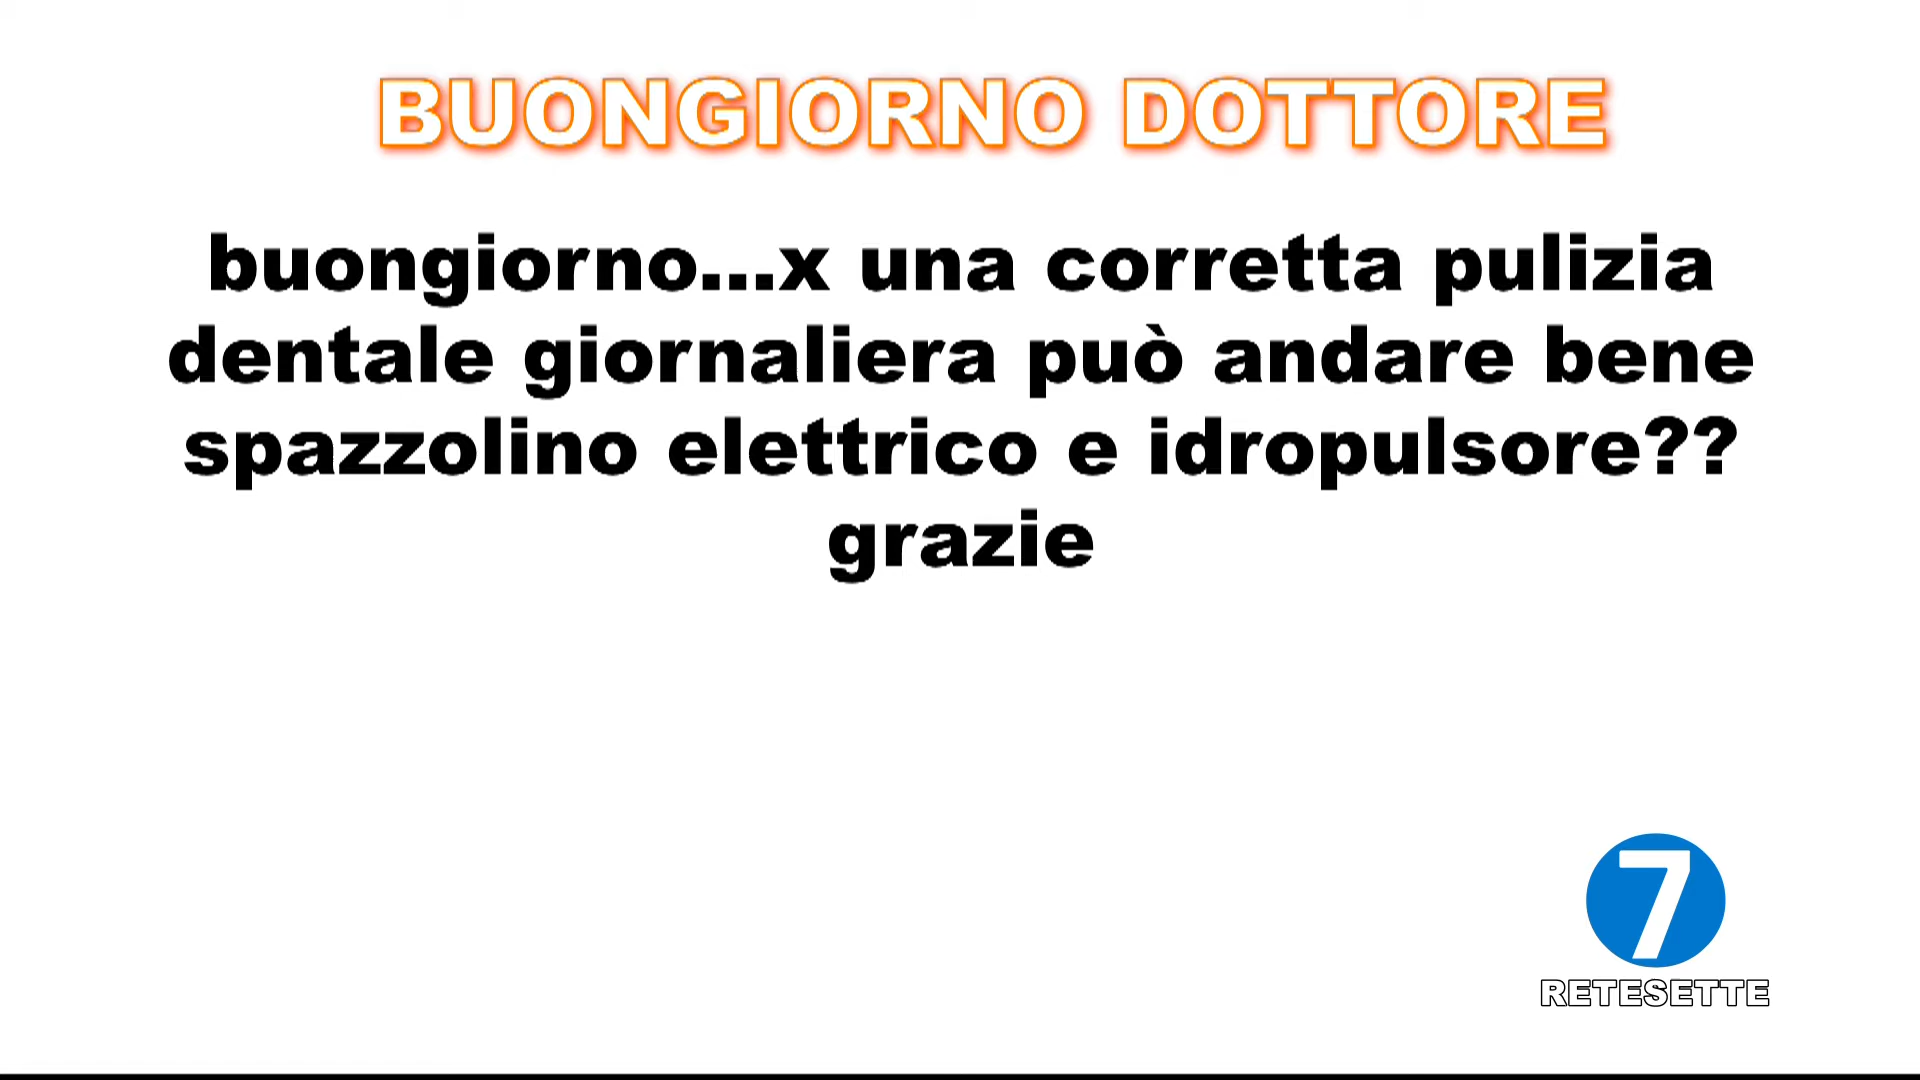 BUONGIORNO DOTTORE
buongiorno...x una corretta pulizia
dentale giornaliera può andare bene
spazzolino elettrico e idropulsore??
grazie
7
RETESETTE